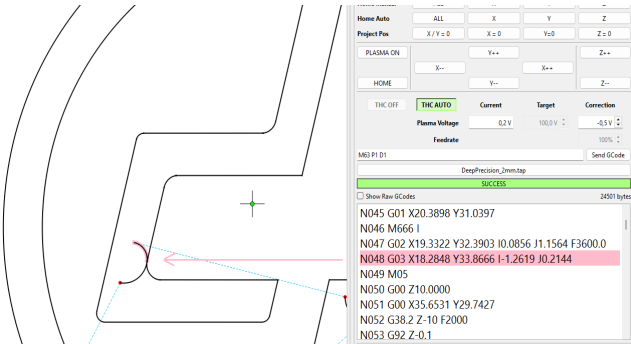 Home Auto ALL X Y Z
Project Pos X / Y = 0 X = 0 Y=0 Z = 0
PLASMA ON Y++ Z++
X-- X++
HOME Y-- Z--
THC OFF THC AUTO Current Target Correction
Plasma Voltage 0,2 V 100,0 V -0,5 V
Feedrate 100%
M63 P1 D1 Send GCode
DeepPrecision_2mm.tap
SUCCESS
Show Raw GCodes 24501 bytes
N045 G01 X20.3898 Y31.0397
N046 M666 I
N047 G02 X19.3322 Y32.3903 I0.0856 J1.1564 F3600.0
N048 G03 X18.2848 Y33.8666 I-1.2619 J0.2144
N049 M05
N050 G00 Z10.0000
N051 G00 X35.6531 Y29.7427
N052 G38.2 Z-10 F2000
N053 G92 Z-0.1